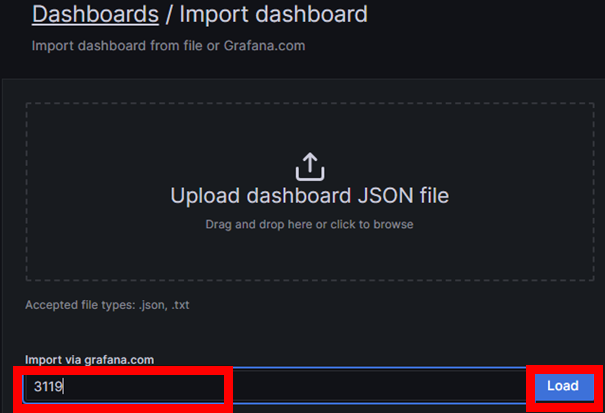 Dashboards / Import dashboard
Import dashboard from file or Grafana.com
Upload dashboard JSON file
Drag and drop here or click to browse
Accepted file types: .json, .txt
Import via grafana.com
3119
Load